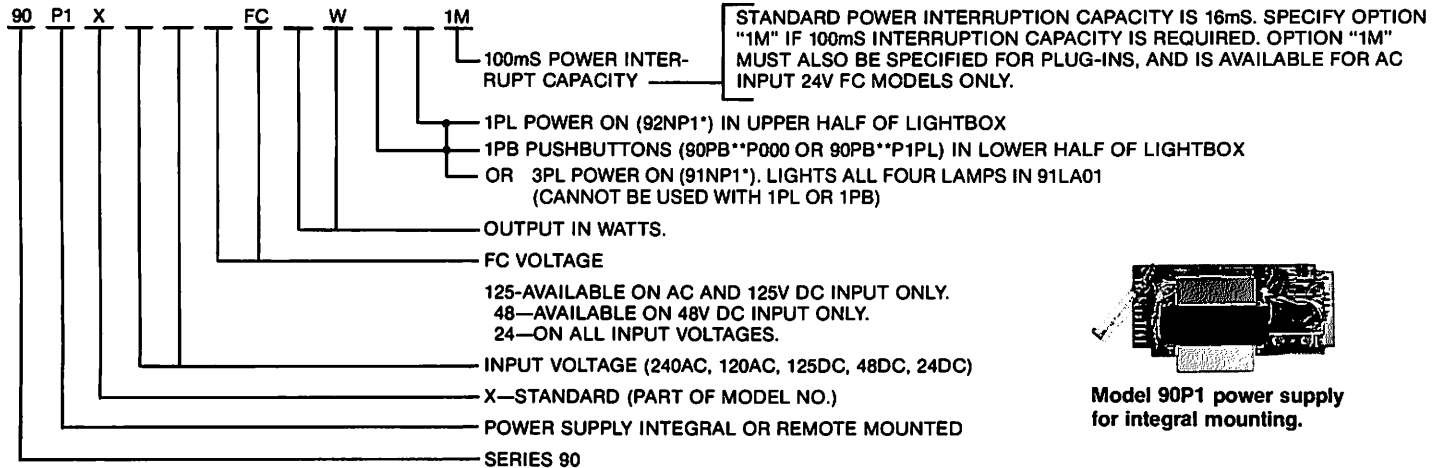 90 P1 X FC W 1M
100mS POWER INTER-
RUPT CAPACITY
STANDARD POWER INTERRUPTION CAPACITY IS 16mS. SPECIFY OPTION
"1M" IF 100mS INTERRUPTION CAPACITY IS REQUIRED. OPTION "1M"
MUST ALSO BE SPECIFIED FOR PLUG-INS, AND IS AVAILABLE FOR AC
INPUT 24V FC MODELS ONLY.
1PL POWER ON (92NP1*) IN UPPER HALF OF LIGHTBOX
1PB PUSHBUTTONS (90PB**P000 OR 90PB**P1PL) IN LOWER HALF OF LIGHTBOX
OR 3PL POWER ON (91NP1*). LIGHTS ALL FOUR LAMPS IN 91LA01
(CANNOT BE USED WITH 1PL OR 1PB)
OUTPUT IN WATTS.
FC VOLTAGE
125-AVAILABLE ON AC AND 125V DC INPUT ONLY.
48—AVAILABLE ON 48V DC INPUT ONLY.
24—ON ALL INPUT VOLTAGES.
INPUT VOLTAGE (240AC, 120AC, 125DC, 48DC, 24DC)
X—STANDARD (PART OF MODEL NO.)
POWER SUPPLY INTEGRAL OR REMOTE MOUNTED
SERIES 90
Model 90P1 power supply
for integral mounting.